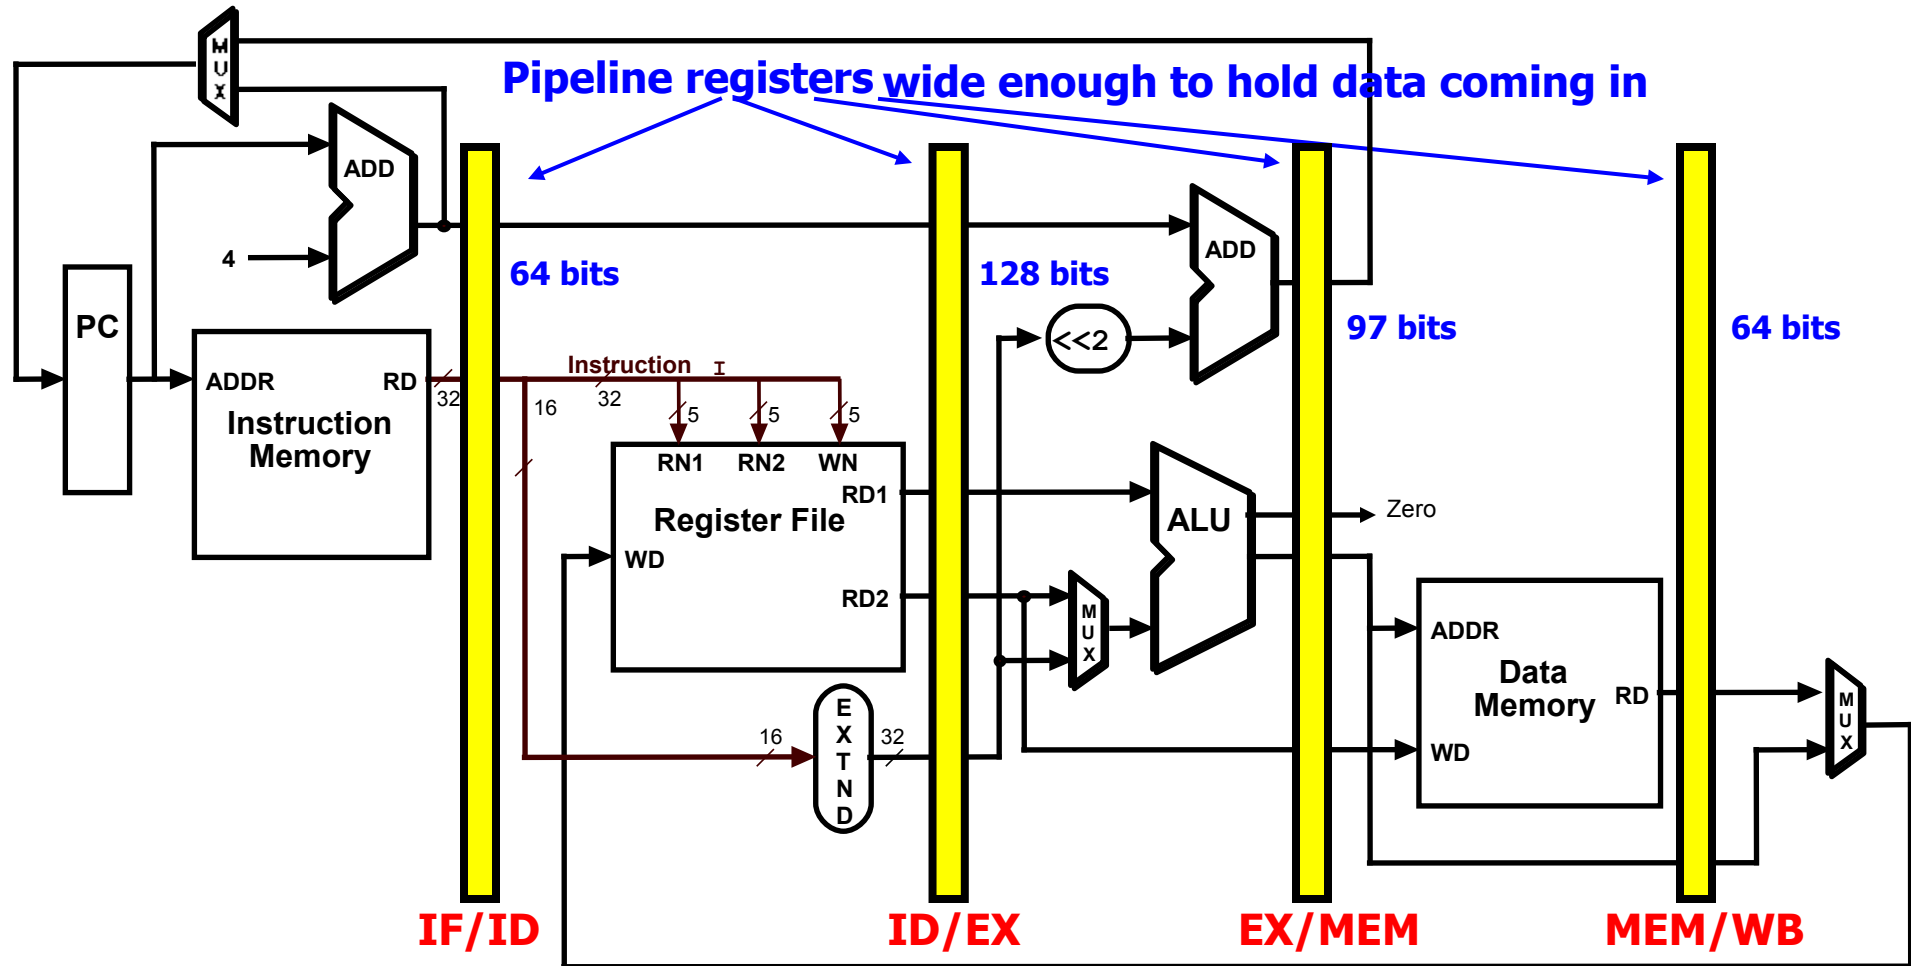 Pipeline registers wide enough to hold data coming in
MUX
ADD
4
64 bits
128 bits
97 bits
64 bits
PC
ADD
<<2
ADDR
RD
32
Instruction
Memory
Instruction I
16
32
5
5
5
RN1
RN2
WN
RD1
Register File
WD
RD2
ALU
Zero
MUX
16
EXTND
32
ADDR
Data
Memory
RD
WD
MUX
IF/ID
ID/EX
EX/MEM
MEM/WB